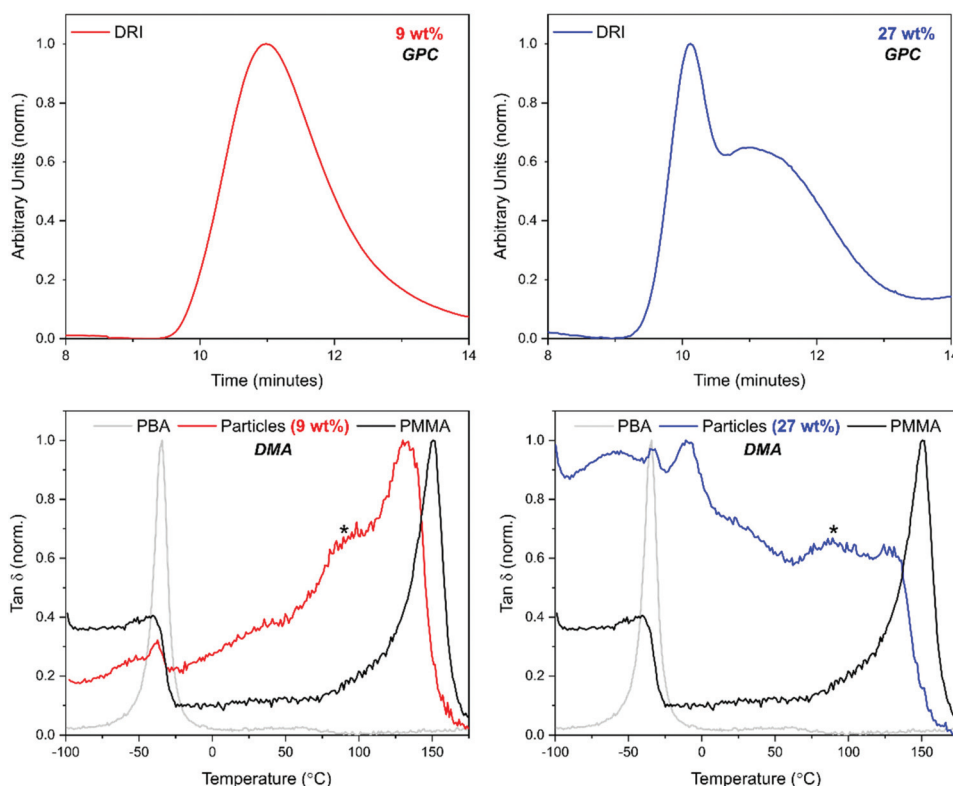 DRI
9 wt%
GPC
1.0
0.8
0.6
0.4
0.2
0.0
Arbitrary Units (norm.)
8
10
12
14
Time (minutes)
DRI
27 wt%
GPC
1.0
0.8
0.6
0.4
0.2
0.0
Arbitrary Units (norm.)
8
10
12
14
Time (minutes)
PBA
Particles (9 wt%)
PMMA
DMA
*
1.0
0.8
0.6
0.4
0.2
0.0
Tan δ (norm.)
-100
-50
0
50
100
150
Temperature (°C)
PBA
Particles (27 wt%)
PMMA
DMA
*
1.0
0.8
0.6
0.4
0.2
0.0
Tan δ (norm.)
-100
-50
0
50
100
150
Temperature (°C)